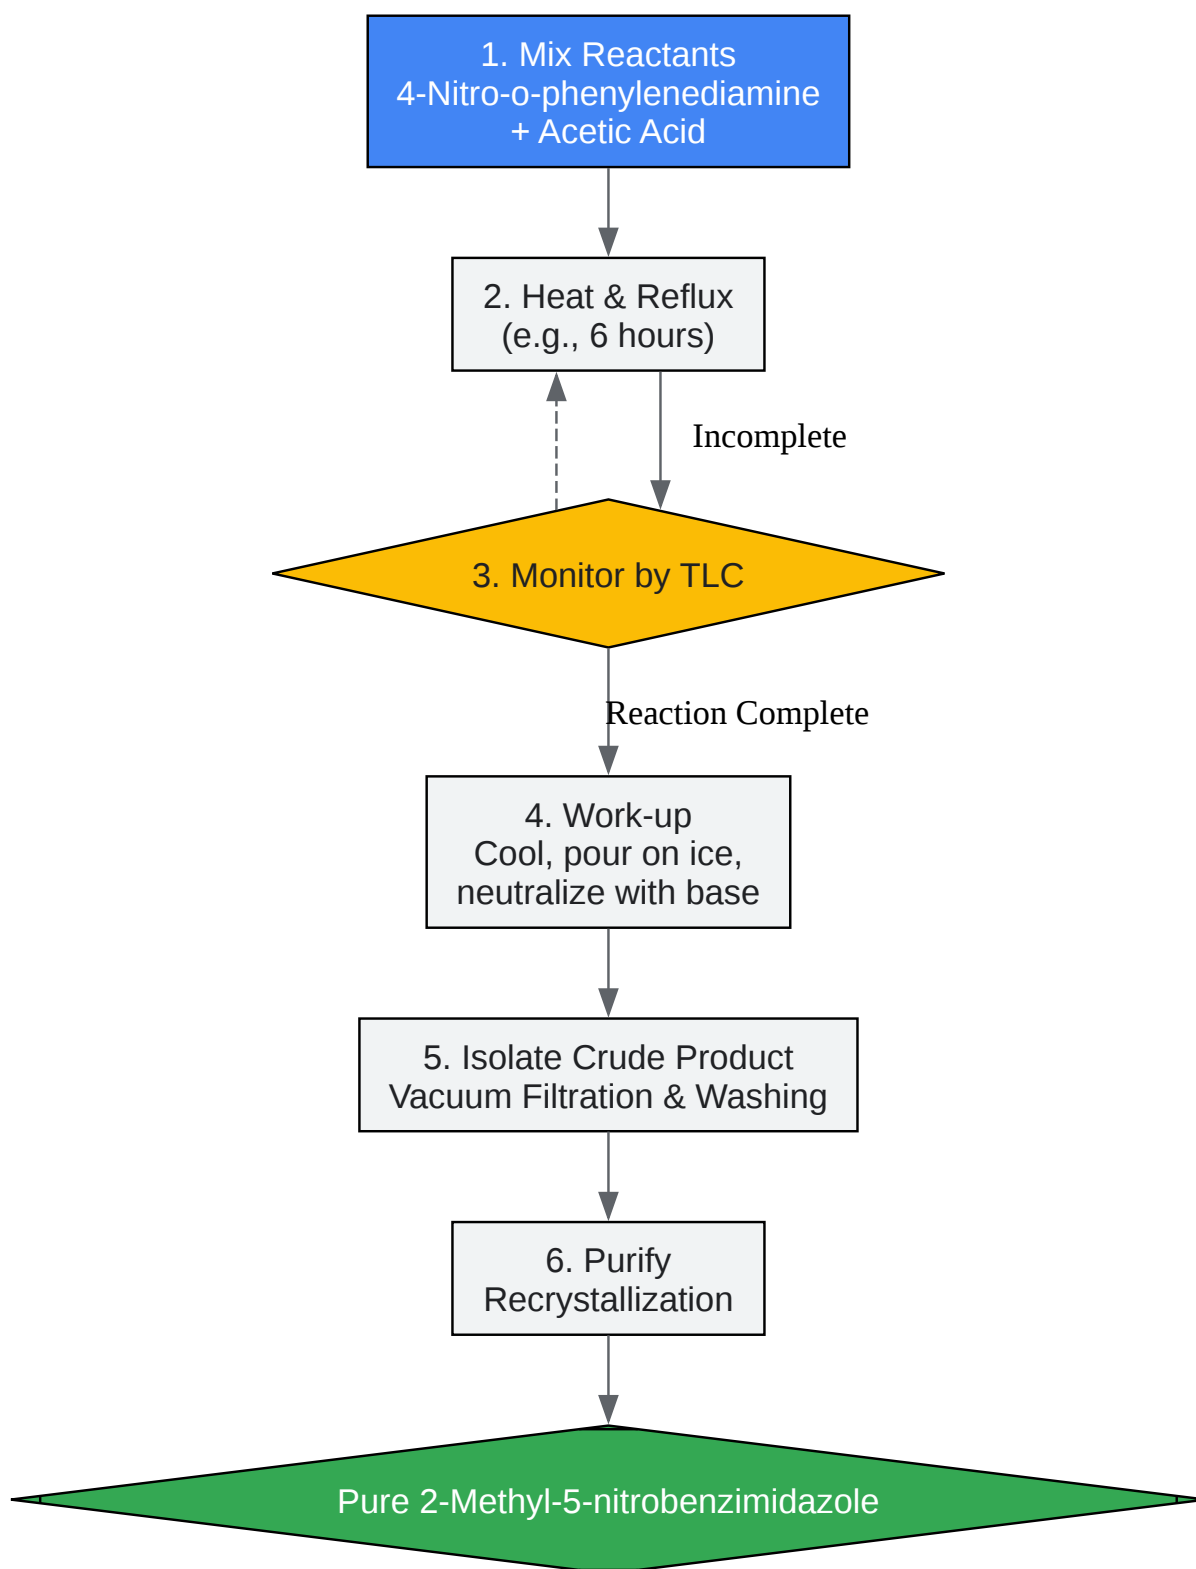 1. Mix Reactants
4-Nitro-o-phenylenediamine
+ Acetic Acid
2. Heat & Reflux
(e.g., 6 hours)
Incomplete
3. Monitor by TLC
Reaction Complete
4. Work-up
Cool, pour on ice,
neutralize with base
5. Isolate Crude Product
Vacuum Filtration & Washing
6. Purify
Recrystallization
Pure 2-Methyl-5-nitrobenzimidazole